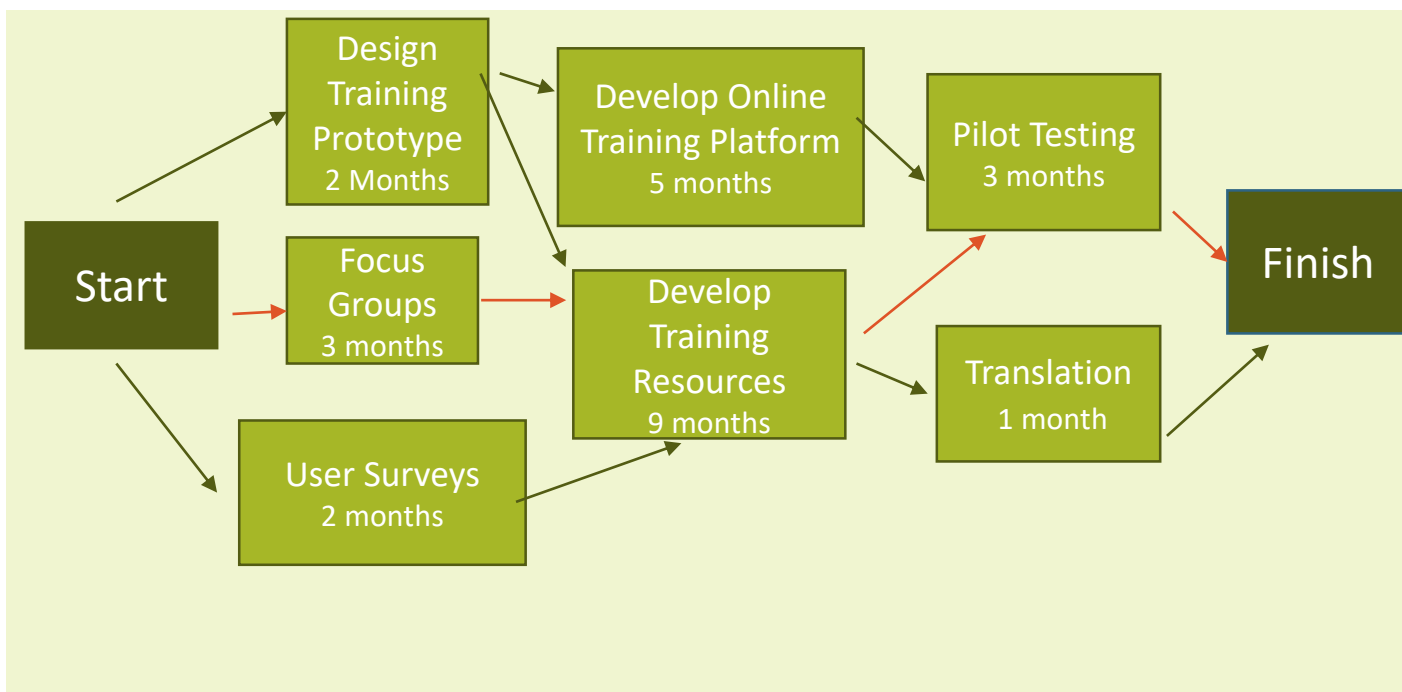 Start
Design
Training
Prototype
2 Months
Focus
Groups
3 months
User Surveys
2 months
Develop Online
Training Platform
5 months
Develop
Training
Resources
9 months
Pilot Testing
3 months
Translation
1 month
Finish